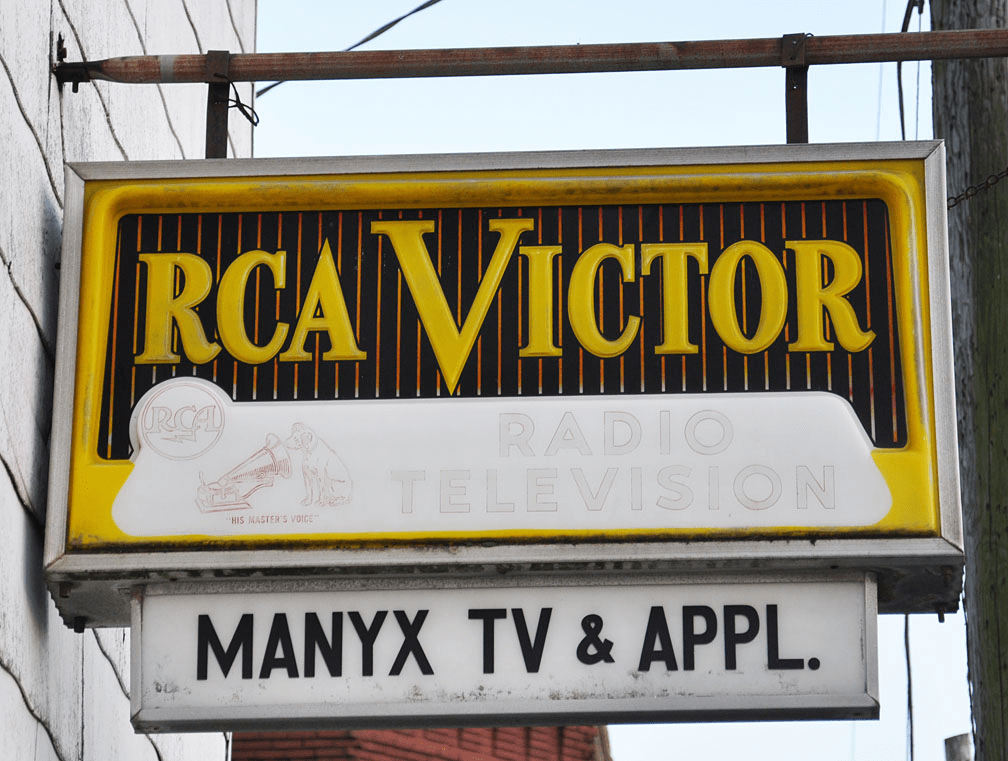 RCA VICTOR
RCA
RADIO
TELEVISION
"HIS MASTER'S VOICE"
MANYX TV & APPL.